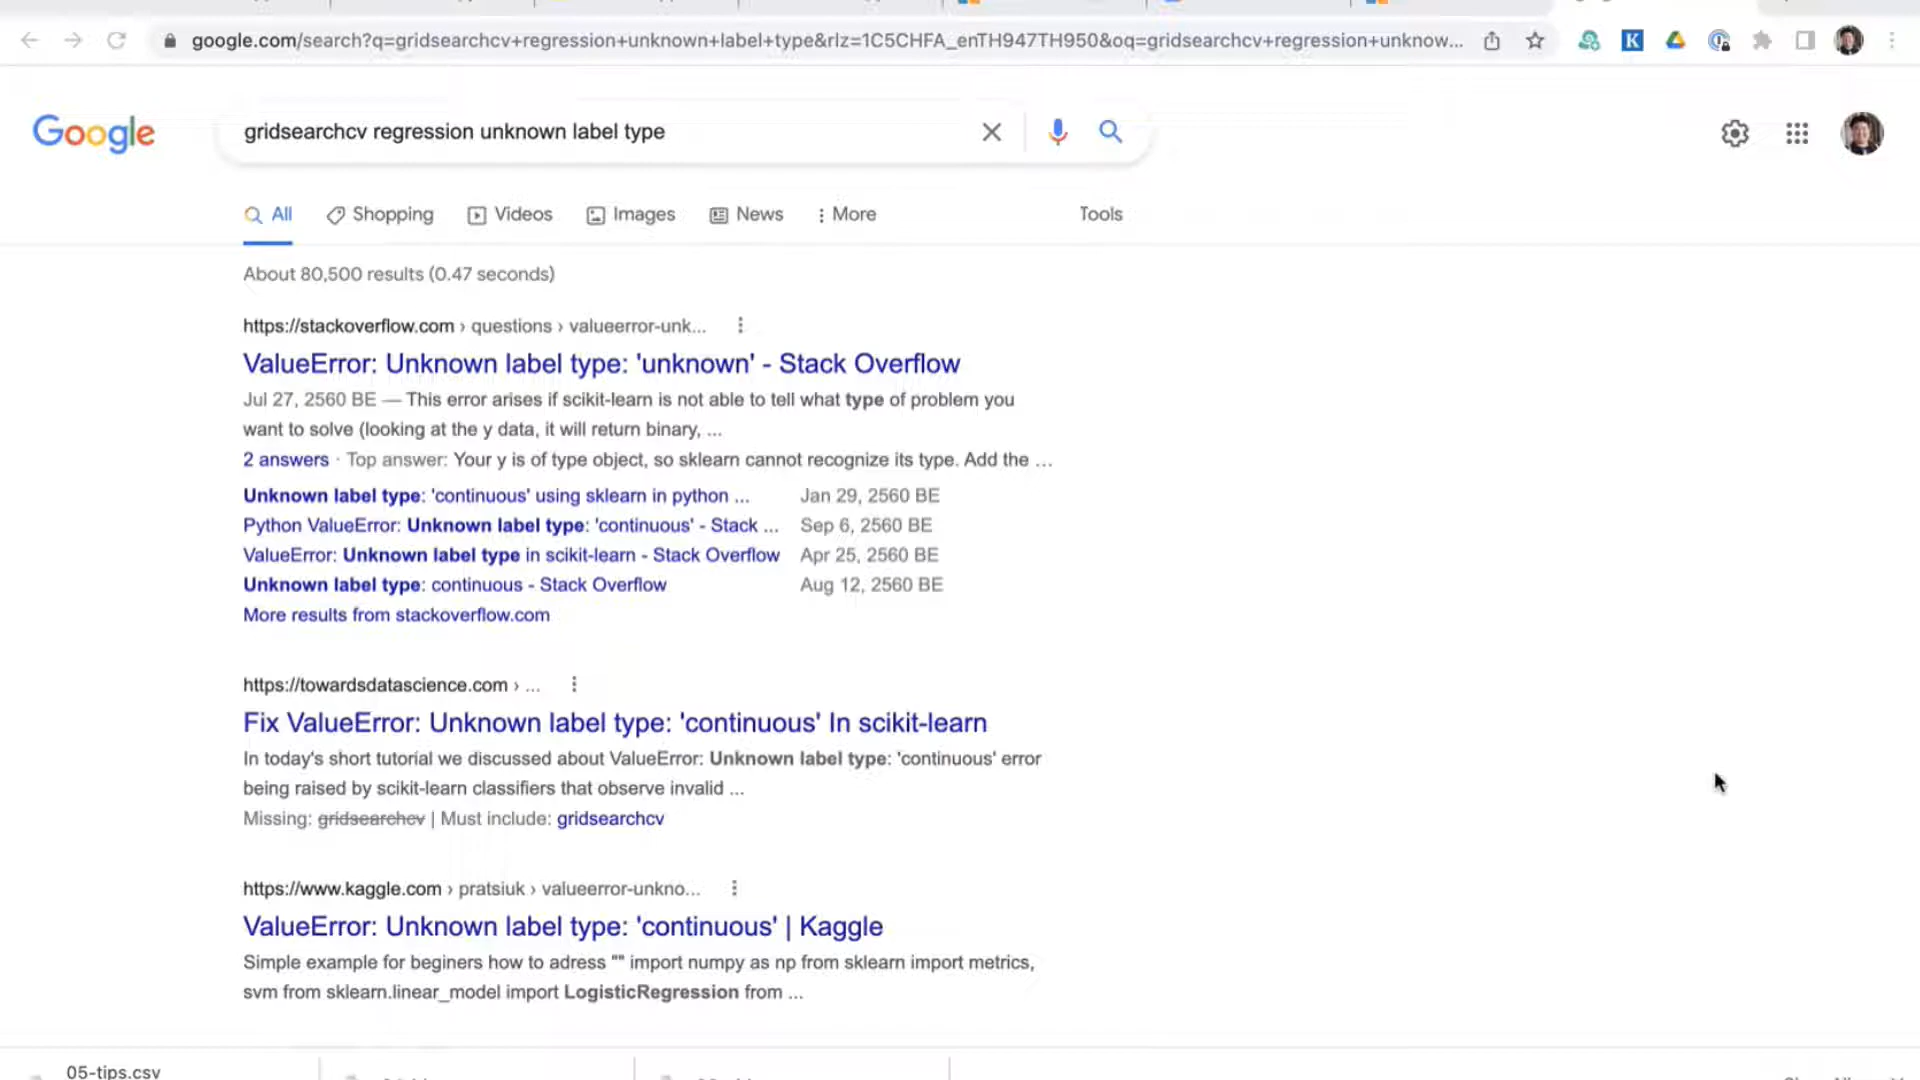 google.com/search?q=gridsearchcv+regression+unknown+label+type&rlz=1C5CHFA_enTH947TH950&oq=gridsearchcv+regression+unknow...
K
Google
gridsearchcv regression unknown label type
All
Shopping
Videos
Images
News
More
Tools
About 80,500 results (0.47 seconds)
https://stackoverflow.com › questions › valueerror-unk...
ValueError: Unknown label type: 'unknown' - Stack Overflow
Jul 27, 2560 BE — This error arises if scikit-learn is not able to tell what type of problem you
want to solve (looking at the y data, it will return binary, ...
2 answers · Top answer: Your y is of type object, so sklearn cannot recognize its type. Add the ...
Unknown label type: 'continuous' using sklearn in python ... Jan 29, 2560 BE
Python ValueError: Unknown label type: 'continuous' - Stack ... Sep 6, 2560 BE
ValueError: Unknown label type in scikit-learn - Stack Overflow Apr 25, 2560 BE
Unknown label type: continuous - Stack Overflow Aug 12, 2560 BE
More results from stackoverflow.com
https://towardsdatascience.com › ...
Fix ValueError: Unknown label type: 'continuous' In scikit-learn
In today's short tutorial we discussed about ValueError: Unknown label type: 'continuous' error
being raised by scikit-learn classifiers that observe invalid ...
Missing: gridsearchcv | Must include: gridsearchcv
https://www.kaggle.com › pratsiuk › valueerror-unkno...
ValueError: Unknown label type: 'continuous' | Kaggle
Simple example for beginers how to adress "" import numpy as np from sklearn import metrics,
svm from sklearn.linear_model import LogisticRegression from ...
05-tips.csv